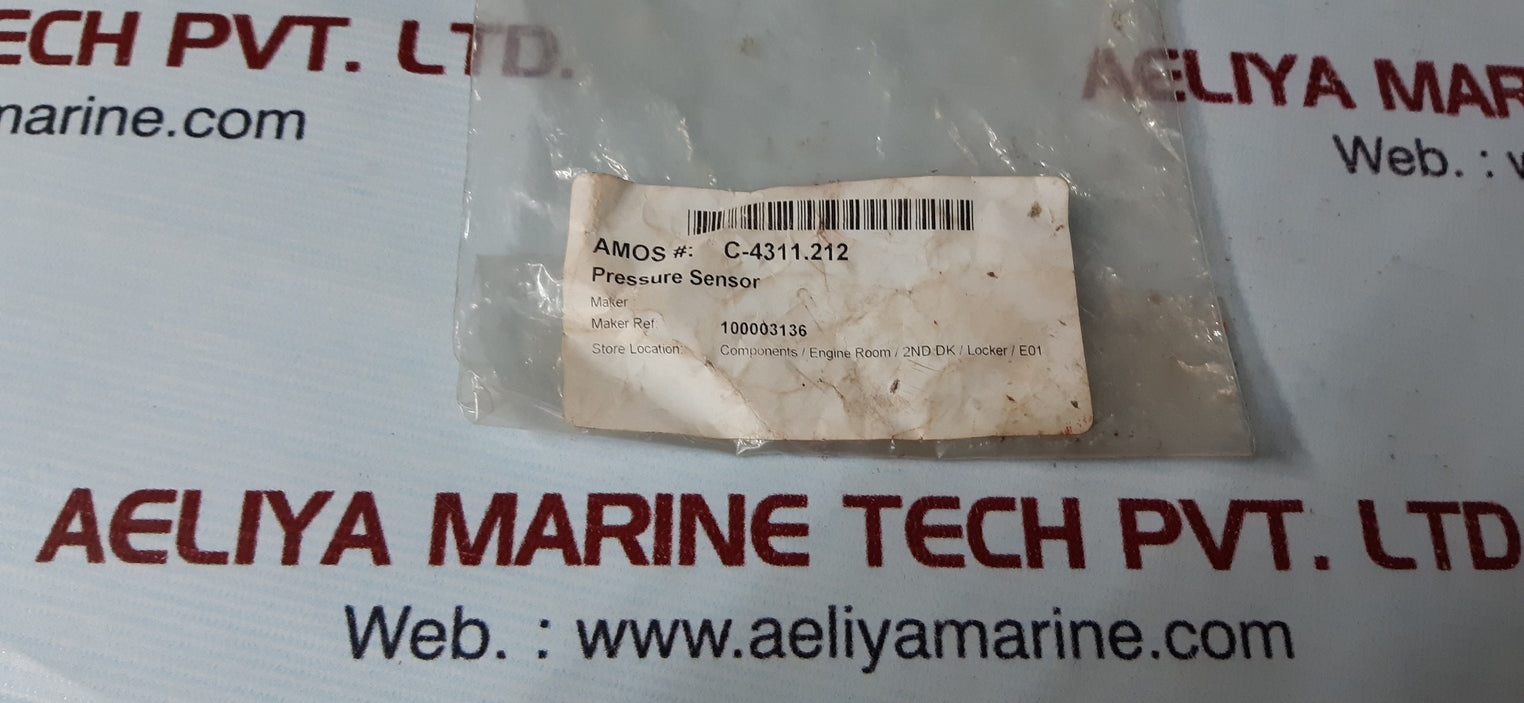 ECH PVT. LTD.
marine.com
AELIYA MAR
Web. : w
AMOS #: C-4311.212
Pressure Sensor
Maker
Maker Ref. 100003136
Store Location: Components / Engine Room / 2ND DK / Locker / E01
AELIYA MARINE TECH PVT. LTD
Web. : www.aeliyamarine.com